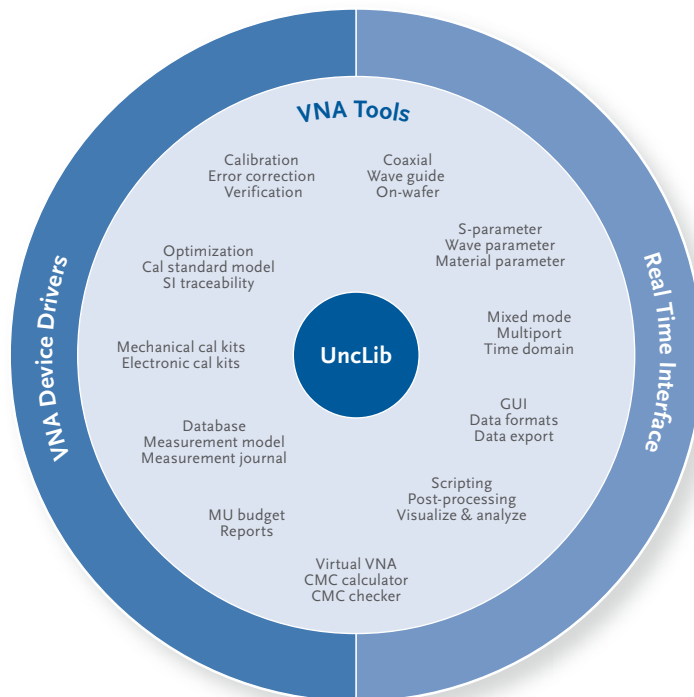 VNA Tools
Calibration
Error correction
Verification
Coaxial
Wave guide
On-wafer
S-parameter
Wave parameter
Material parameter
Optimization
Cal standard model
SI traceability
Mixed mode
Multiport
Time domain
Mechanical cal kits
Electronic cal kits
UncLib
GUI
Data formats
Data export
Database
Measurement model
Measurement journal
Scripting
Post-processing
Visualize & analyze
MU budget
Reports
Virtual VNA
CMC calculator
CMC checker
VNA Device Drivers
Real Time Interface